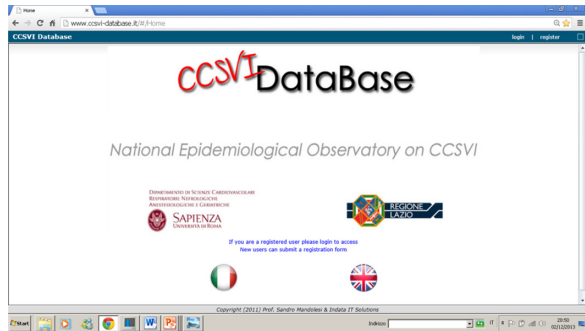 Home
www.ccsvi-database.it/#/Home
CCSVI Database
login | register
CCSVI DataBase
National Epidemiological Observatory on CCSVI
DIPARTIMENTO DI SCIENZE CARDIOVASCOLARI
RESPIRATORIE NEFROLOGICHE
ANESTESIOLOGICHE E GERIATRICHE
SAPIENZA
UNIVERSITÀ DI ROMA
REGIONE
LAZIO
If you are a registered user please login to access
New users can submit a registration form
Copyright (2011) Prof. Sandro Mandolesi & Indata IT Solutions
Start
Indirizzo
IT
20:50
02/12/2013